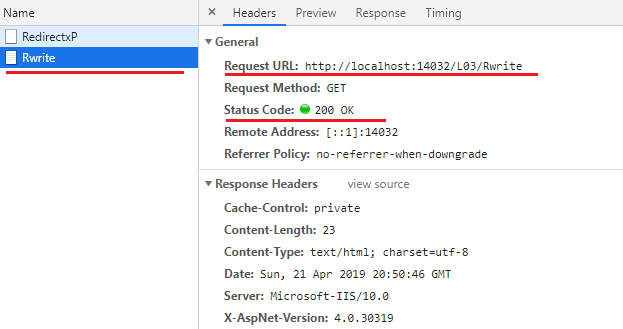 Name
RedirectxP
Rwrite
× Headers Preview Response Timing
▼ General
Request URL: http://localhost:14032/L03/Rwrite
Request Method: GET
Status Code: 200 OK
Remote Address: [::1]:14032
Referrer Policy: no-referrer-when-downgrade
▼ Response Headers view source
Cache-Control: private
Content-Length: 23
Content-Type: text/html; charset=utf-8
Date: Sun, 21 Apr 2019 20:50:46 GMT
Server: Microsoft-IIS/10.0
X-AspNet-Version: 4.0.30319